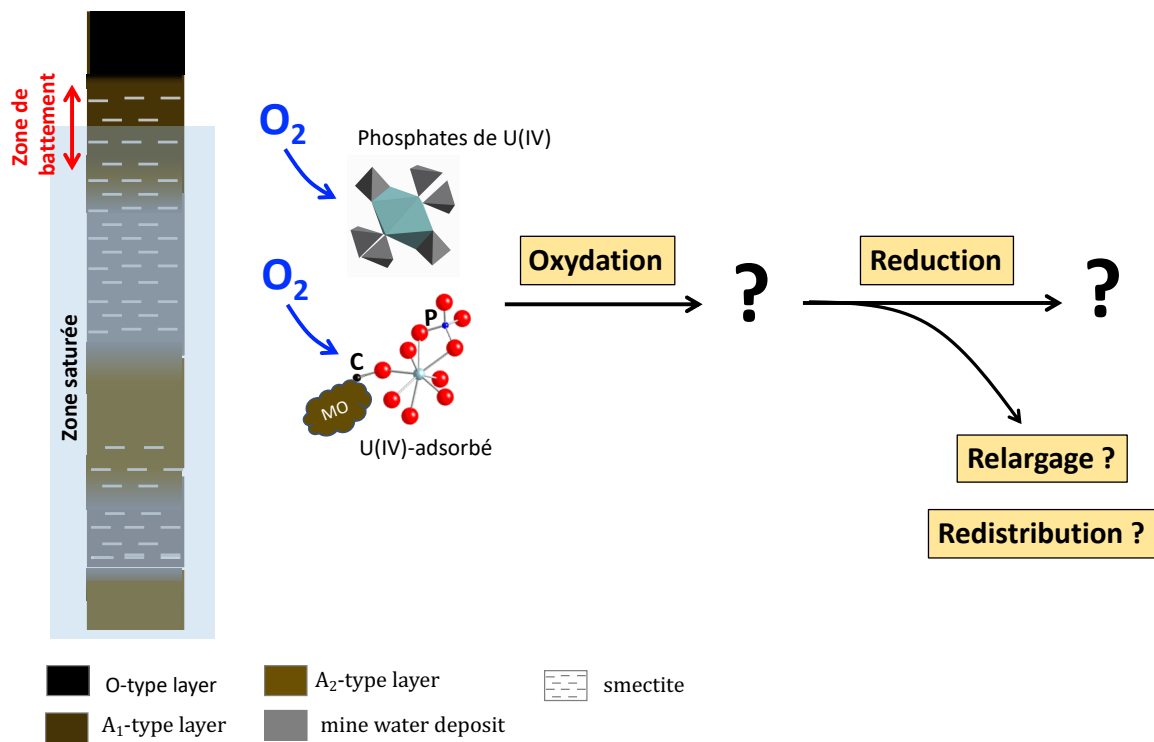 Zone de
battement
Zone saturée
O2
Phosphates de U(IV)
O2
P
C
MO
U(IV)-adsorbé
Oxydation
?
Reduction
?
Relargage ?
Redistribution ?
O-type layer
A2-type layer
smectite
A1-type layer
mine water deposit